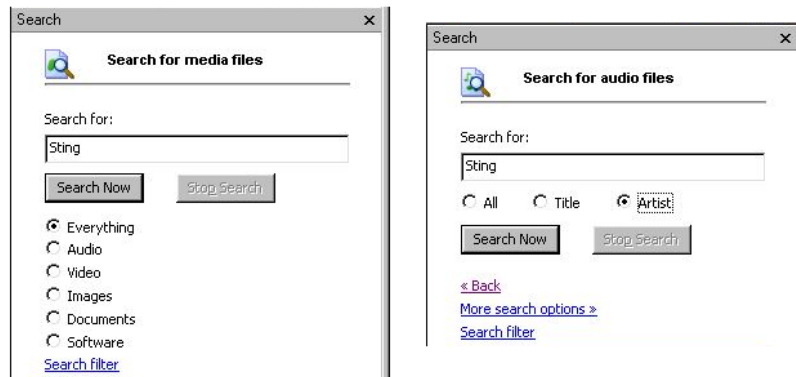 Search
Search for media files
Search for:
Sting
Search Now Stop Search
Everything
Audio
Video
Images
Documents
Software
Search filter
Search
Search for audio files
Search for:
Sting
All Title Artist
Search Now Stop Search
« Back
More search options »
Search filter